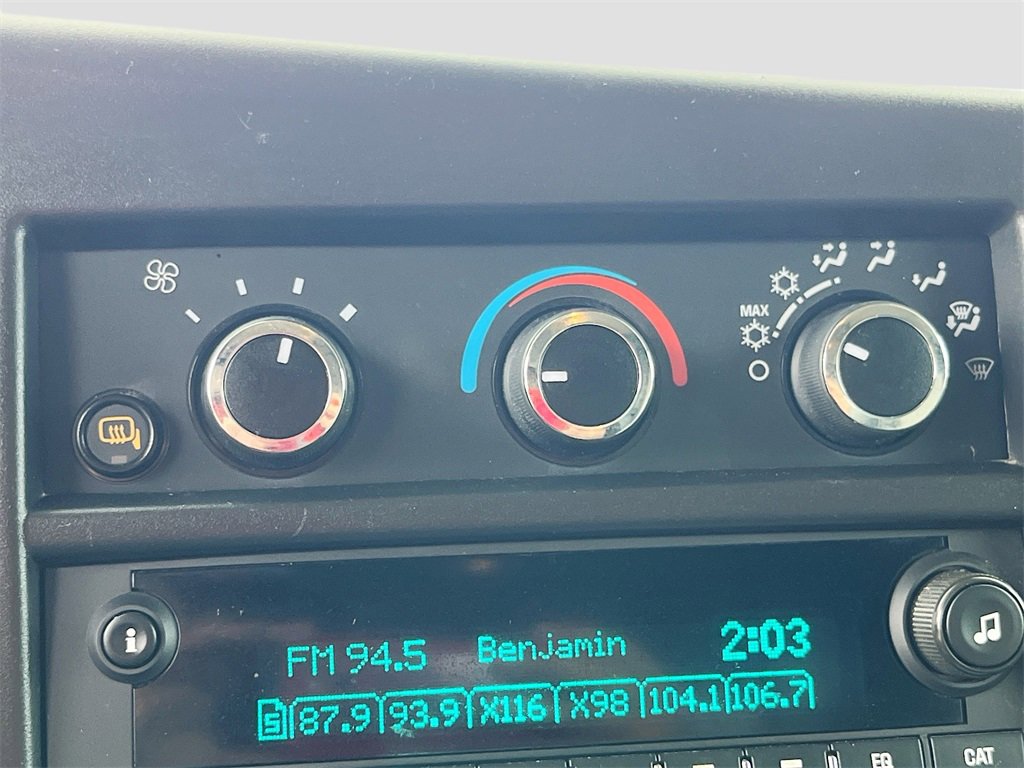 MAX
FM 94.5 Benjamin 2:03
5 87.9 93.9 X116 X98 104.1 106.7
i
EQ CAT